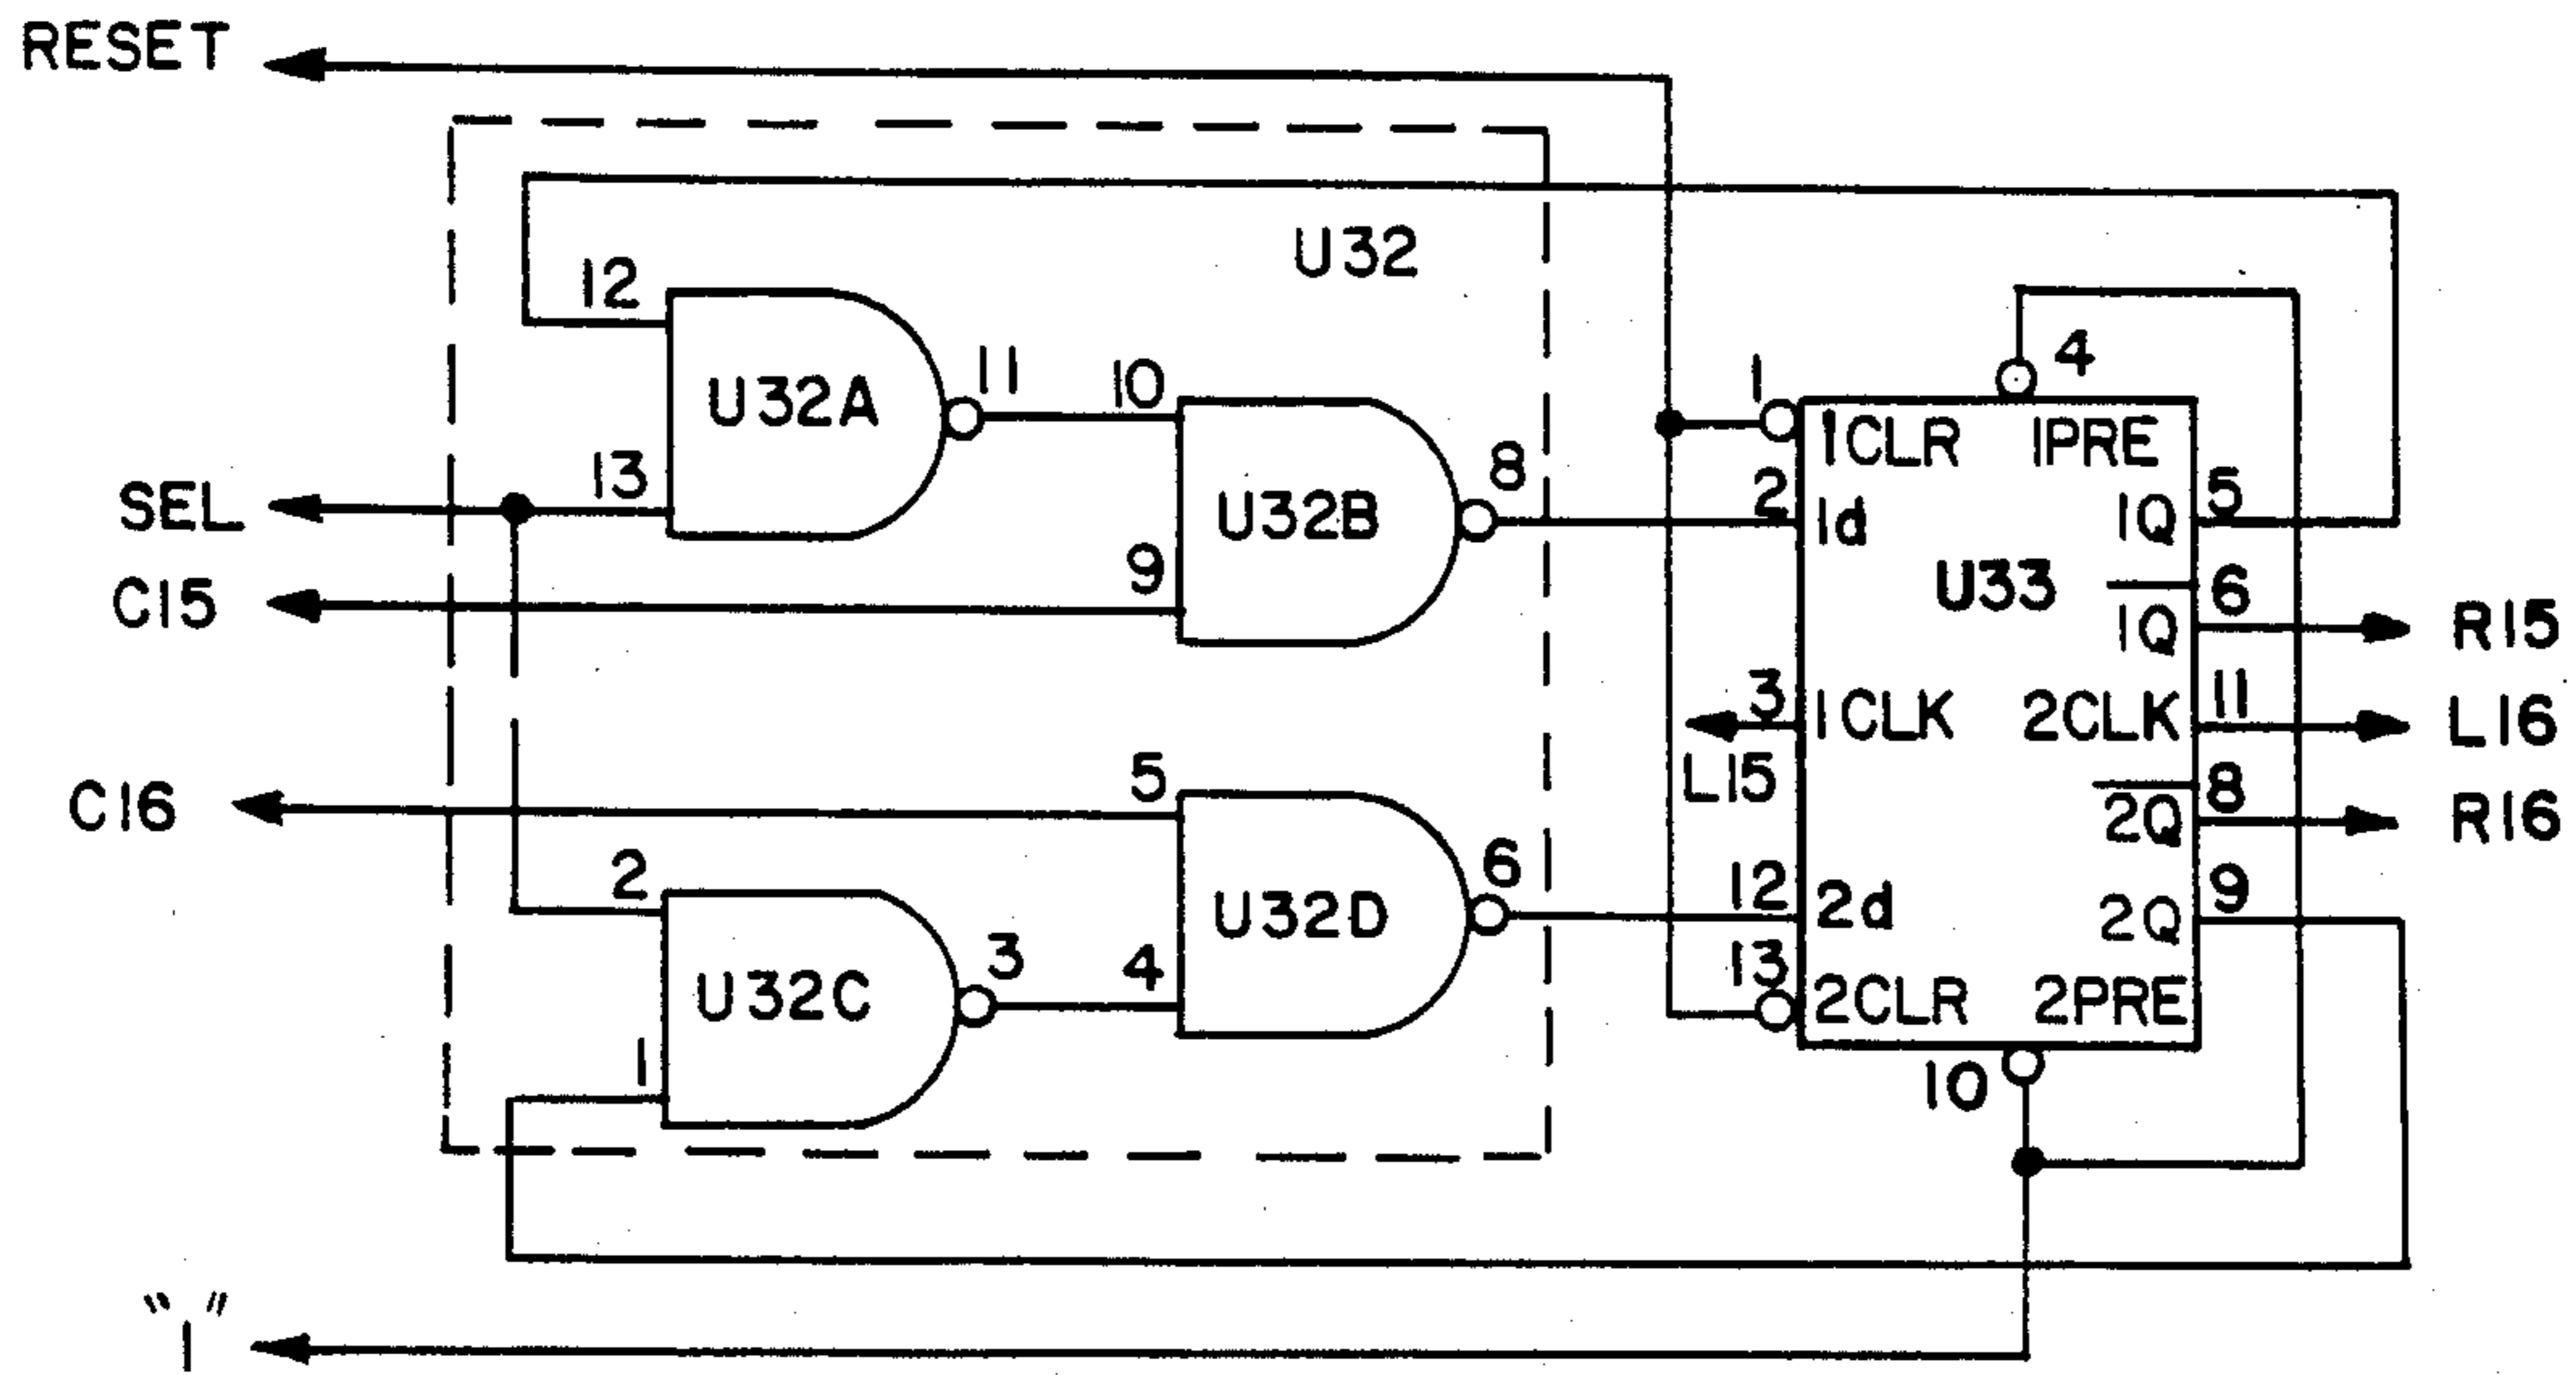 RESET
U32
12
U32A
11
10
13
SEL
U32B
8
9
C15
C16
5
2
U32D
6
U32C
3
4
1
"1"
1
4
1CLR
1PRE
2
1d
1Q
5
U33
6
1Q
R15
3
1CLK
2CLK
11
L16
L15
8
2Q
R16
12
2d
2Q
9
13
2CLR
2PRE
10